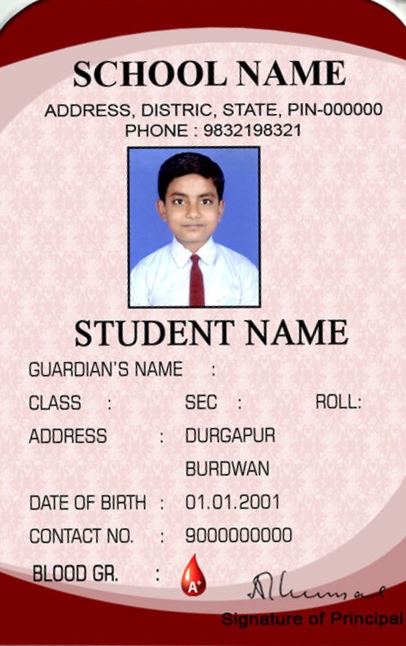 SCHOOL NAME
ADDRESS, DISTRIC, STATE, PIN-000000
PHONE : 9832198321
STUDENT NAME
GUARDIAN'S NAME :
CLASS : SEC : ROLL:
ADDRESS : DURGAPUR
BURDWAN
DATE OF BIRTH : 01.01.2001
CONTACT NO. : 9000000000
BLOOD GR. : A+
Signature of Principal